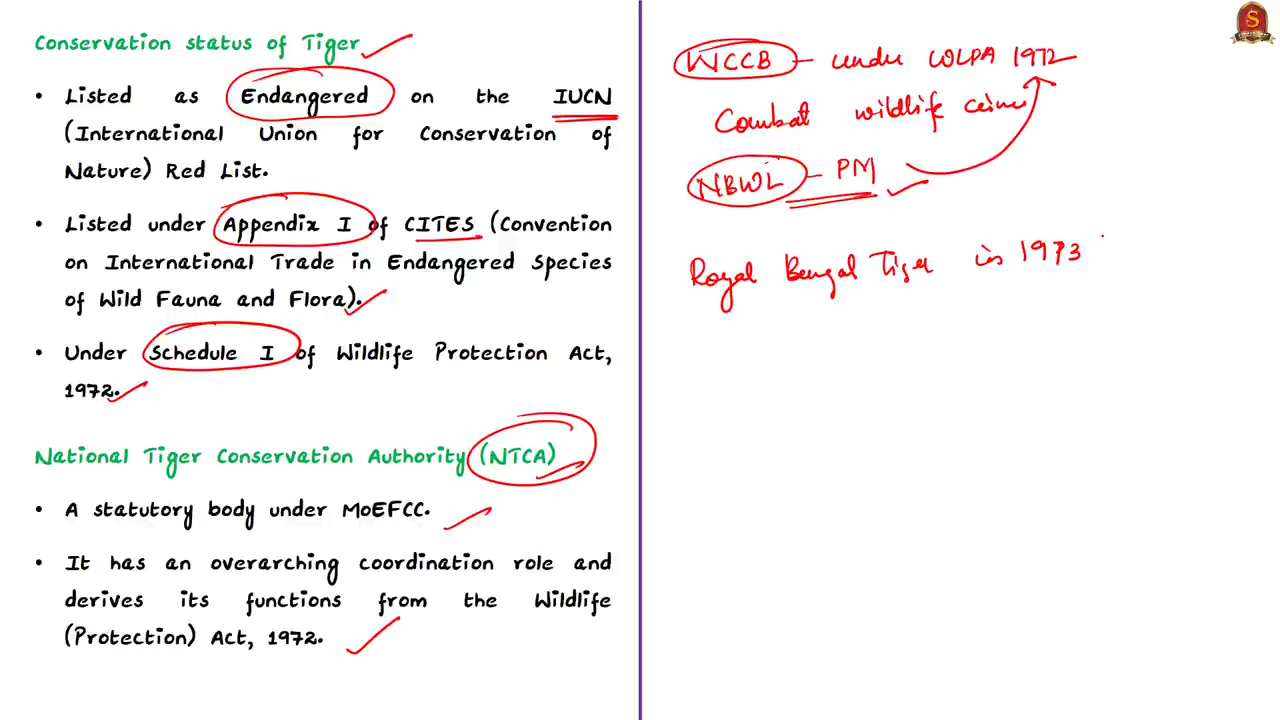 Conservation status of Tiger
• Listed as Endangered on the IUCN
(International Union for Conservation of
Nature) Red List.
• Listed under Appendix I of CITES (Convention
on International Trade in Endangered Species
of Wild Fauna and Flora).
• Under Schedule I of Wildlife Protection Act,
1972.
National Tiger Conservation Authority (NTCA)
• A statutory body under MoEFCC.
• It has an overarching coordination role and
derives its functions from the Wildlife
(Protection) Act, 1972.
WCCB – under WLPA 1972
Combat wildlife crime
NBWL – PM
Royal Bengal Tiger in 1973
S